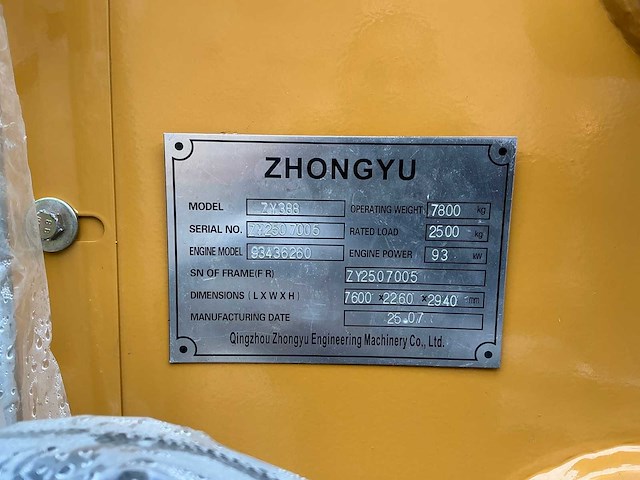 ZHONGYU
MODEL ZY388 OPERATING WEIGHT 7800 kg
SERIAL NO. ZY2507005 RATED LOAD 2500 kg
ENGINE MODEL 93436260 ENGINE POWER 93 kW
SN OF FRAME(F R) ZY2507005
DIMENSIONS (L X W X H) 7600 × 2260 × 2940 mm
MANUFACTURING DATE 25.07
Qingzhou Zhongyu Engineering Machinery Co., Ltd.